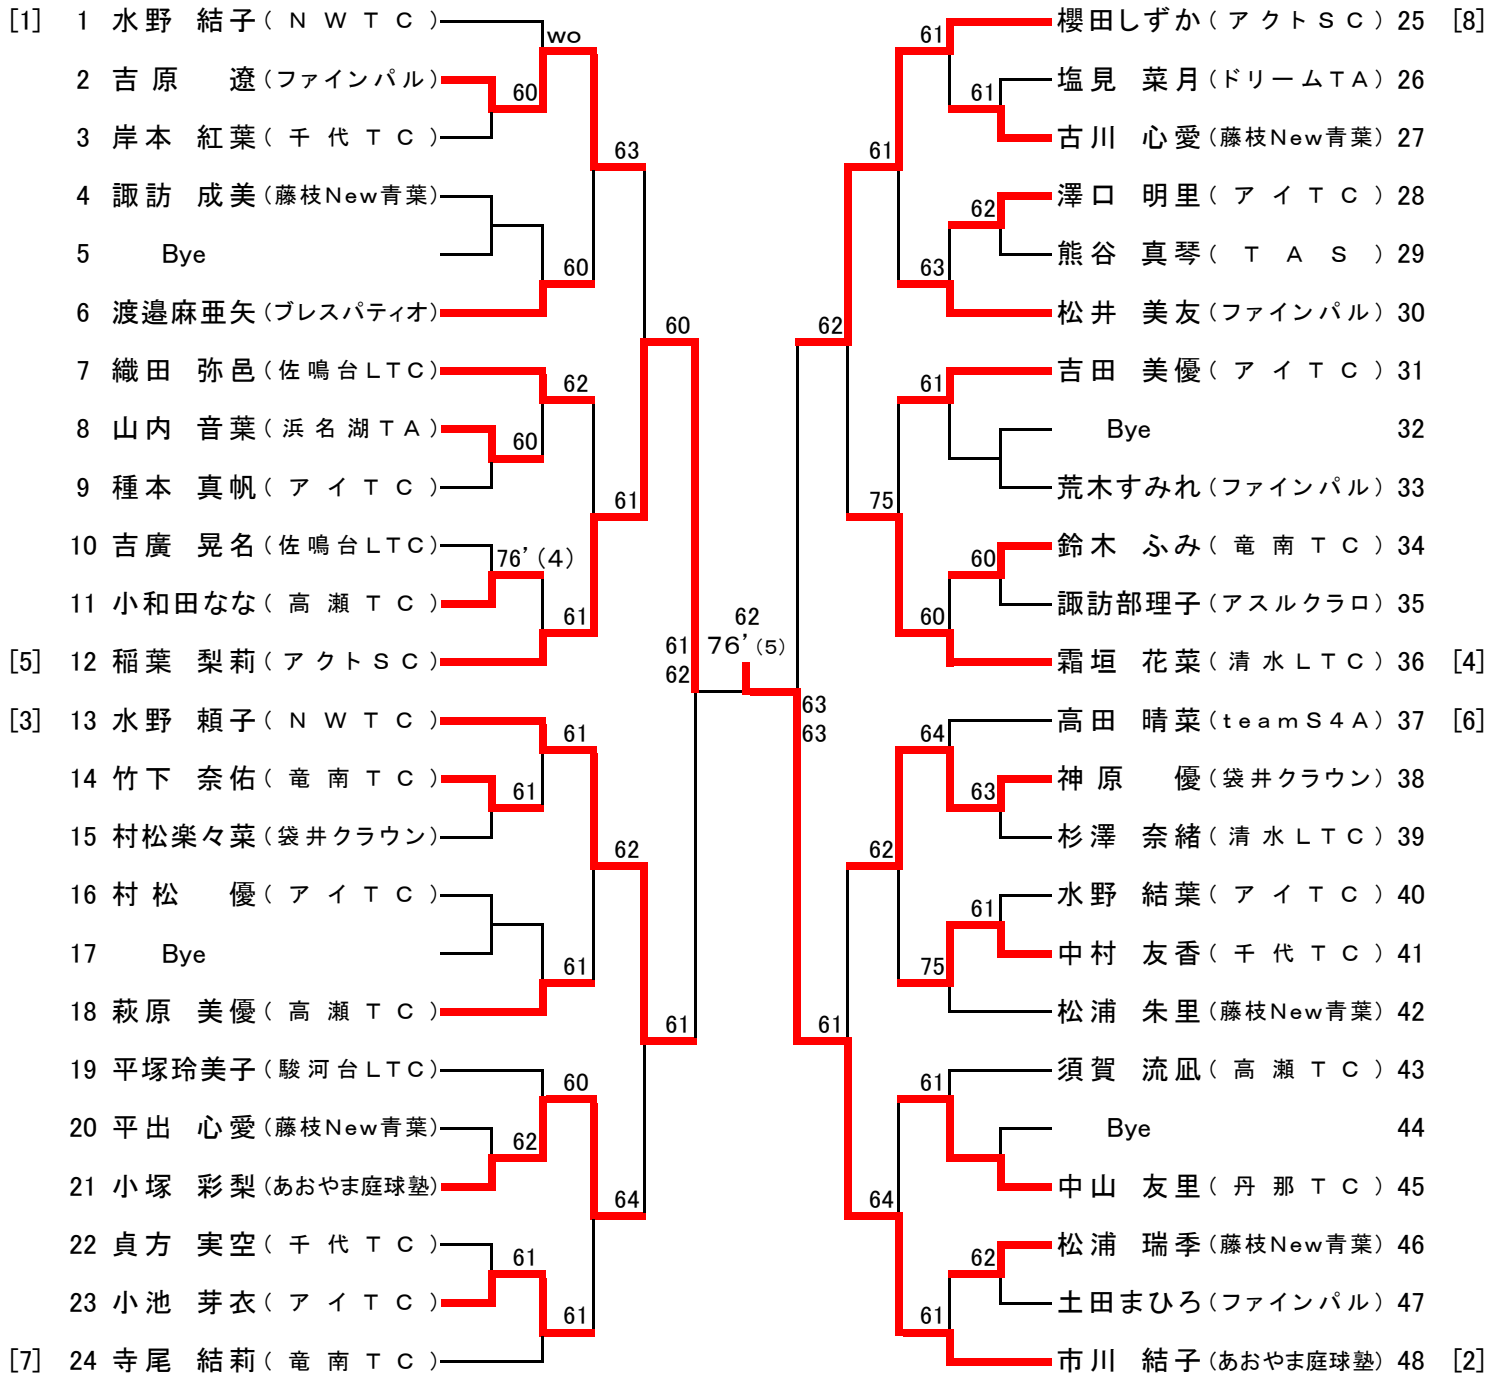 [1] 1 水野 結子（ＮＷＴＣ）
wo
2 吉原 遼（ファインパル）
60
3 岸本 紅葉（千代ＴＣ）
63
4 諏訪 成美（藤枝New青葉）
5 Bye
60
6 渡邉麻亜矢（ブレスパティオ）
60
7 織田 弥邑（佐鳴台ＬＴＣ）
62
8 山内 音葉（浜名湖ＴＡ）
60
9 種本 真帆（アイＴＣ）
61
10 吉廣 晃名（佐鳴台ＬＴＣ）
76'(4)
11 小和田なな（高瀬ＴＣ）
61
[5] 12 稲葉 梨莉（アクトＳＣ）
61
62
[3] 13 水野 頼子（ＮＷＴＣ）
61
14 竹下 奈佑（竜南ＴＣ）
61
15 村松楽々菜（袋井クラウン）
62
16 村松 優（アイＴＣ）
17 Bye
61
18 萩原 美優（高瀬ＴＣ）
61
19 平塚玲美子（駿河台ＬＴＣ）
60
20 平出 心愛（藤枝New青葉）
62
21 小塚 彩梨（あおやま庭球塾）
64
22 貞方 実空（千代ＴＣ）
61
23 小池 芽衣（アイＴＣ）
61
[7] 24 寺尾 結莉（竜南ＴＣ）
62
76'(5)
櫻田しずか（アクトＳＣ）25 [8]
61
塩見 菜月（ドリームＴＡ）26
61
古川 心愛（藤枝New青葉）27
61
澤口 明里（アイＴＣ）28
62
熊谷 真琴（ＴＡＳ）29
63
松井 美友（ファインパル）30
62
吉田 美優（アイＴＣ）31
61
Bye 32
荒木すみれ（ファインパル）33
75
鈴木 ふみ（竜南ＴＣ）34
60
諏訪部理子（アスルクラロ）35
60
霜垣 花菜（清水ＬＴＣ）36 [4]
63
63
高田 晴菜（ｔｅａｍＳ４Ａ）37 [6]
64
神原 優（袋井クラウン）38
63
杉澤 奈緒（清水ＬＴＣ）39
62
水野 結葉（アイＴＣ）40
61
中村 友香（千代ＴＣ）41
75
松浦 朱里（藤枝New青葉）42
61
須賀 流凪（高瀬ＴＣ）43
61
Bye 44
中山 友里（丹那ＴＣ）45
64
松浦 瑞季（藤枝New青葉）46
62
土田まひろ（ファインパル）47
61
市川 結子（あおやま庭球塾）48 [2]